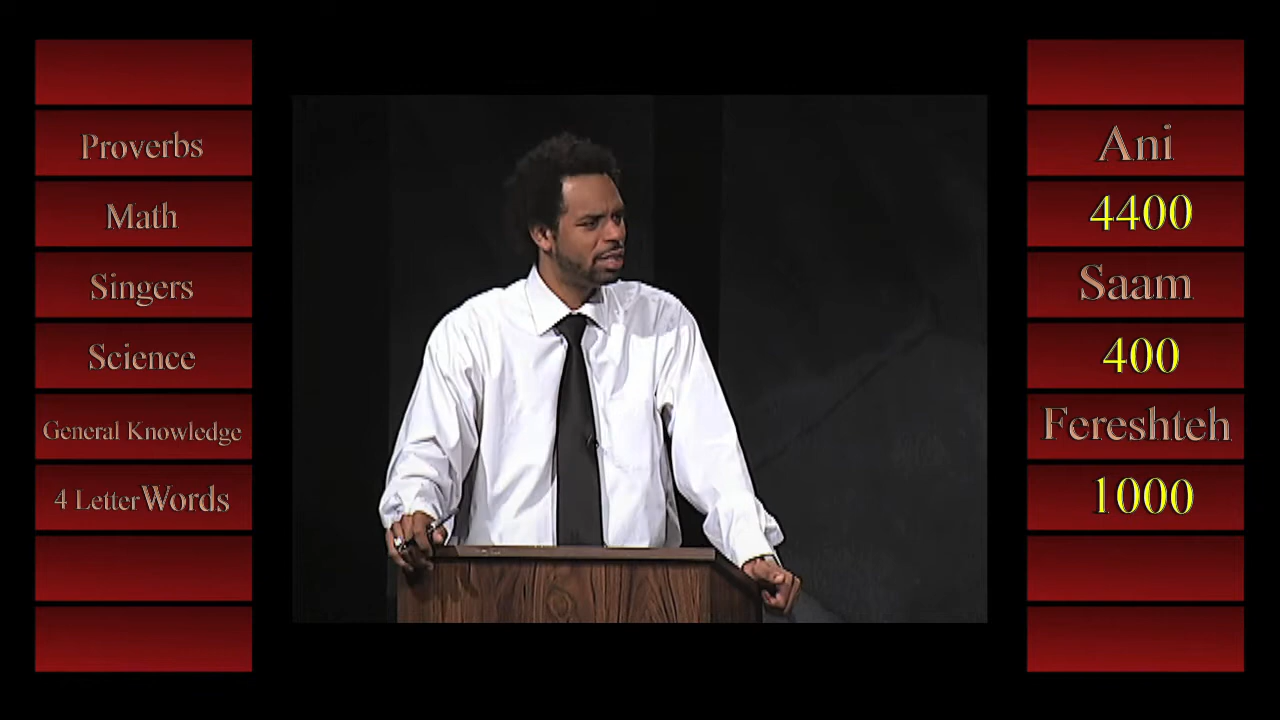 Proverbs
Math
Singers
Science
General Knowledge
4 Letter Words
Ani
4400
Saam
400
Fereshteh
1000